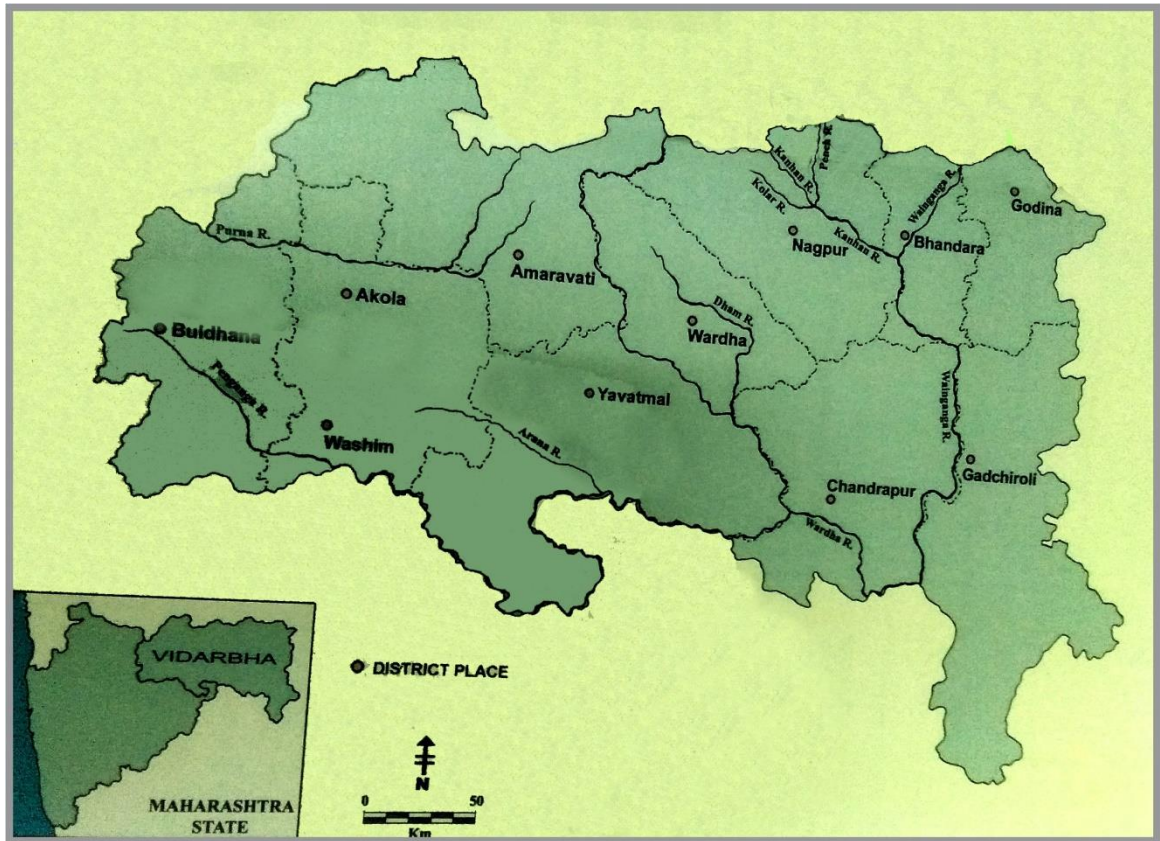 Kanhan R.
Pench R.
Kolar R.
Wainganga R.
Godina
Purna R.
Nagpur
Kanhan R.
Bhandara
Amaravati
Akola
Dham R.
Buldhana
Wardha
Painganga R.
Yavatmal
Wainganga R.
Washim
Arana R.
Gadchiroli
Chandrapur
Wardha R.
VIDARBHA
DISTRICT PLACE
N
MAHARASHTRA
STATE
0 50
Km